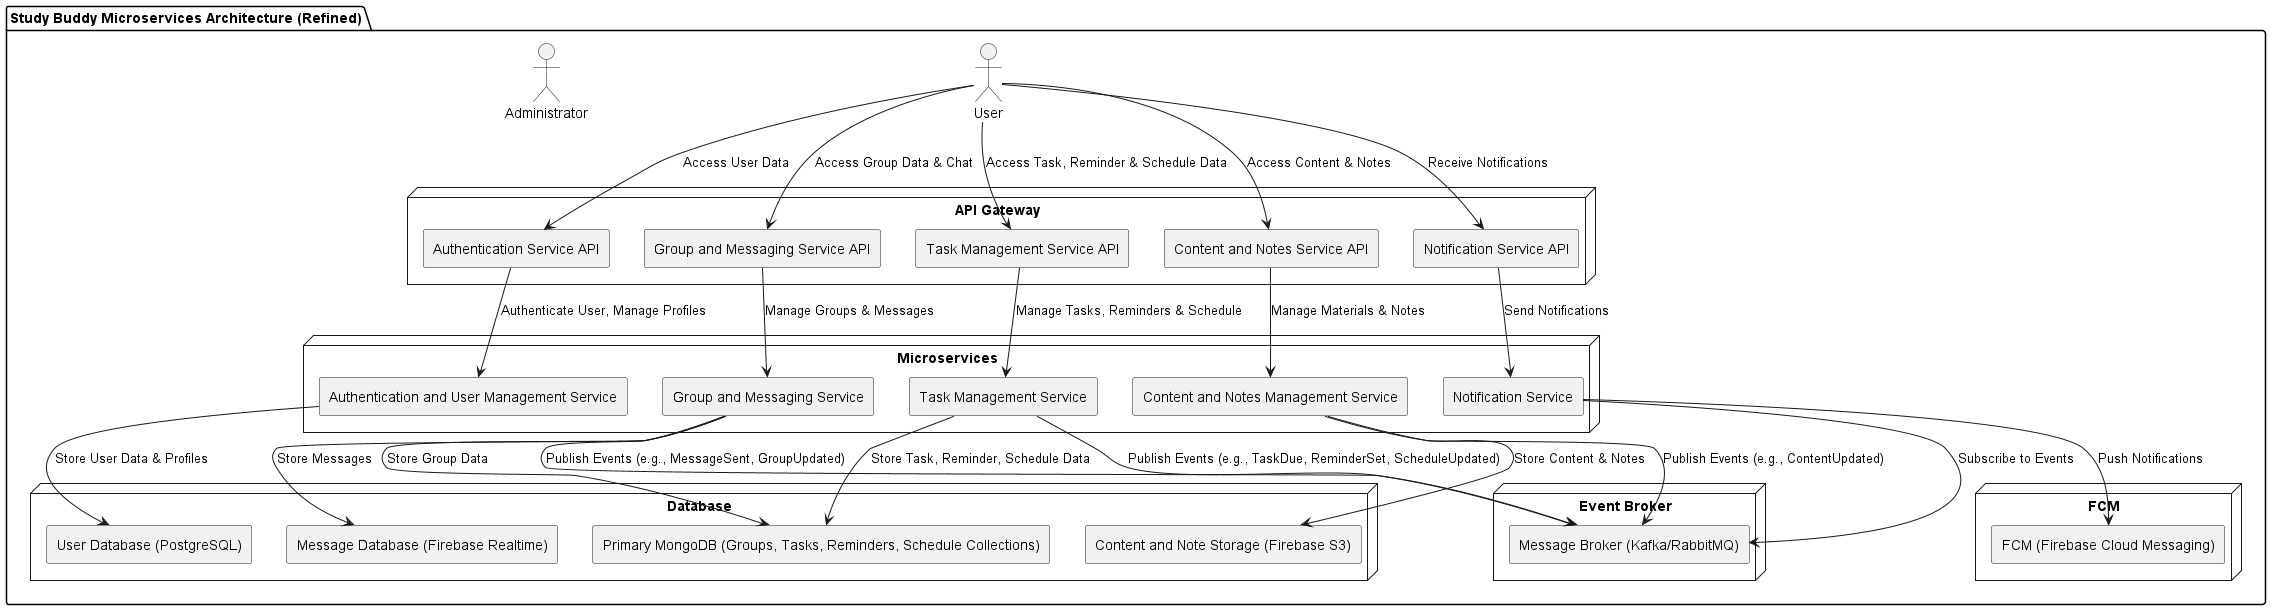 Study Buddy Microservices Architecture (Refined)
Administrator
User
Access User Data
Access Group Data & Chat
Access Task, Reminder & Schedule Data
Access Content & Notes
Receive Notifications
API Gateway
Authentication Service API
Group and Messaging Service API
Task Management Service API
Content and Notes Service API
Notification Service API
Authenticate User, Manage Profiles
Manage Groups & Messages
Manage Tasks, Reminders & Schedule
Manage Materials & Notes
Send Notifications
Microservices
Authentication and User Management Service
Group and Messaging Service
Task Management Service
Content and Notes Management Service
Notification Service
Store User Data & Profiles
Store Messages
Store Group Data
Publish Events (e.g., MessageSent, GroupUpdated)
Store Task, Reminder, Schedule Data
Publish Events (e.g., TaskDue, ReminderSet, ScheduleUpdated)
Store Content & Notes
Publish Events (e.g., ContentUpdated)
Subscribe to Events
Push Notifications
Database
Event Broker
FCM
User Database (PostgreSQL)
Message Database (Firebase Realtime)
Primary MongoDB (Groups, Tasks, Reminders, Schedule Collections)
Content and Note Storage (Firebase S3)
Message Broker (Kafka/RabbitMQ)
FCM (Firebase Cloud Messaging)